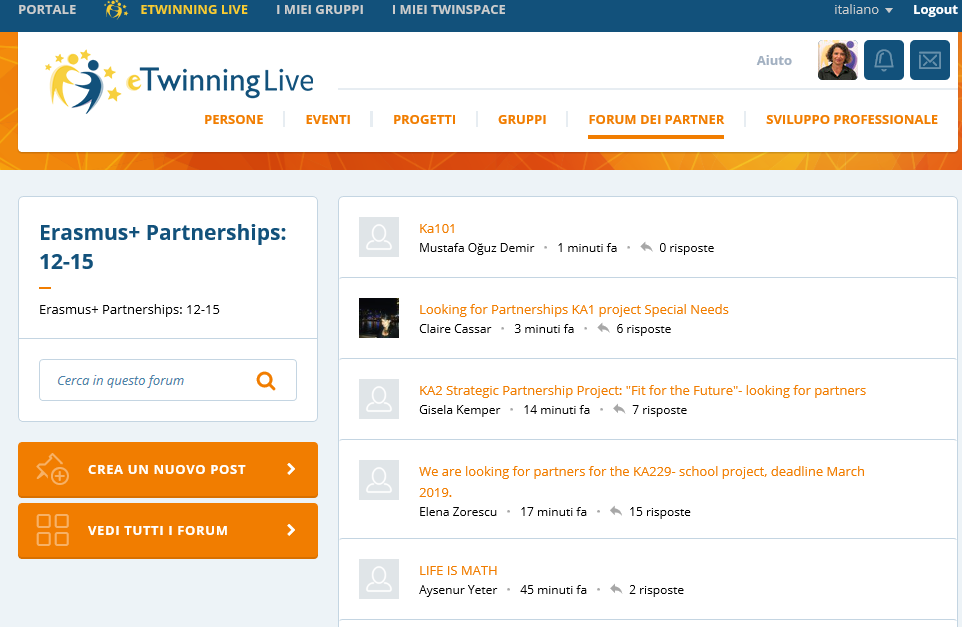 PORTALE ETWINNING LIVE I MIEI GRUPPI I MIEI TWINSPACE italiano Logout
eTwinning Live
Aiuto
PERSONE EVENTI PROGETTI GRUPPI FORUM DEI PARTNER SVILUPPO PROFESSIONALE
Erasmus+ Partnerships:
12-15
Erasmus+ Partnerships: 12-15
Cerca in questo forum
CREA UN NUOVO POST
VEDI TUTTI I FORUM
Ka101
Mustafa Oğuz Demir • 1 minuti fa • 0 risposte
Looking for Partnerships KA1 project Special Needs
Claire Cassar • 3 minuti fa • 6 risposte
KA2 Strategic Partnership Project: "Fit for the Future"- looking for partners
Gisela Kemper • 14 minuti fa • 7 risposte
We are looking for partners for the KA229- school project, deadline March
2019.
Elena Zorescu • 17 minuti fa • 15 risposte
LIFE IS MATH
Aysenur Yeter • 45 minuti fa • 2 risposte